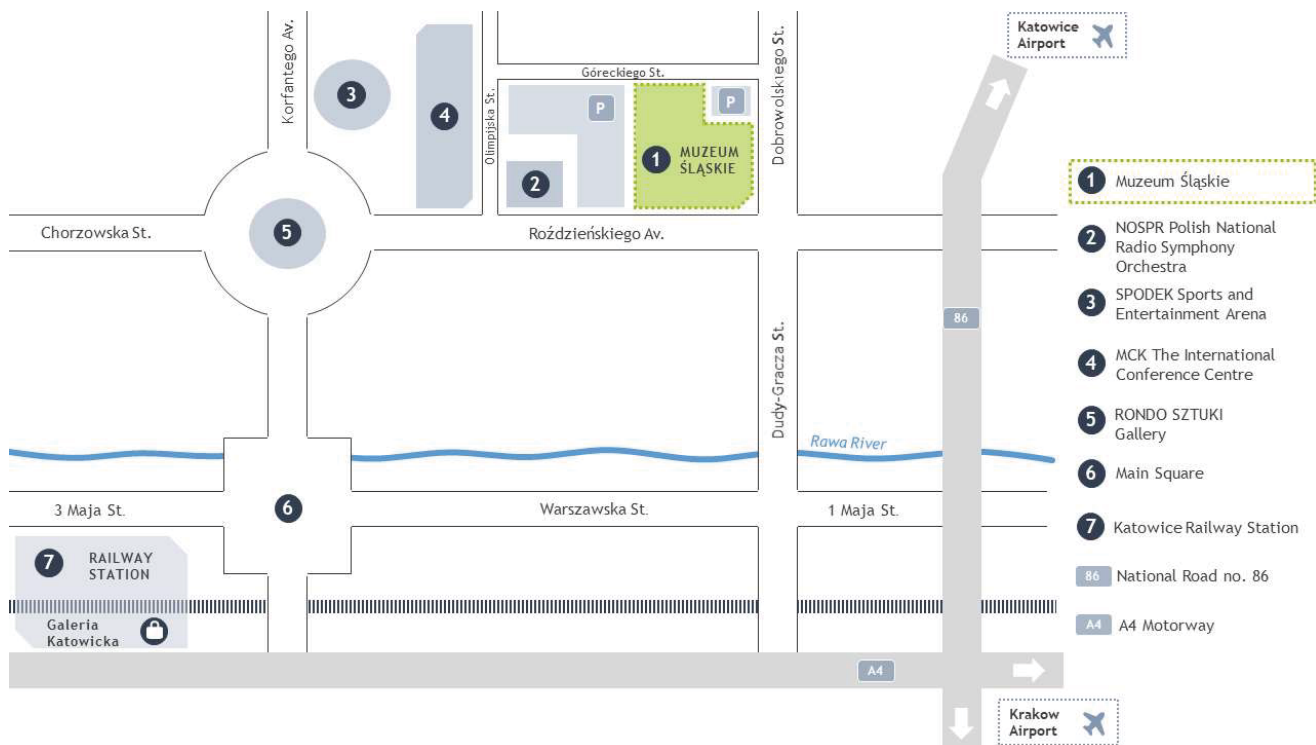 Katowice
Airport
Korfantego Av.
3
4
Olimpijska St.
Góreckiego St.
P
P
1
MUZEUM
ŚLĄSKIE
2
Dobrowolskiego St.
Chorzowska St.
5
Roździeńskiego Av.
86
Dudy-Gracza St.
Rawa River
3 Maja St.
6
Warszawska St.
1 Maja St.
7
RAILWAY
STATION
Galeria
Katowicka
A4
Krakow
Airport
1
Muzeum Śląskie
2
NOSPR Polish National
Radio Symphony
Orchestra
3
SPODEK Sports and
Entertainment Arena
4
MCK The International
Conference Centre
5
RONDO SZTUKI
Gallery
6
Main Square
7
Katowice Railway Station
86
National Road no. 86
A4
A4 Motorway